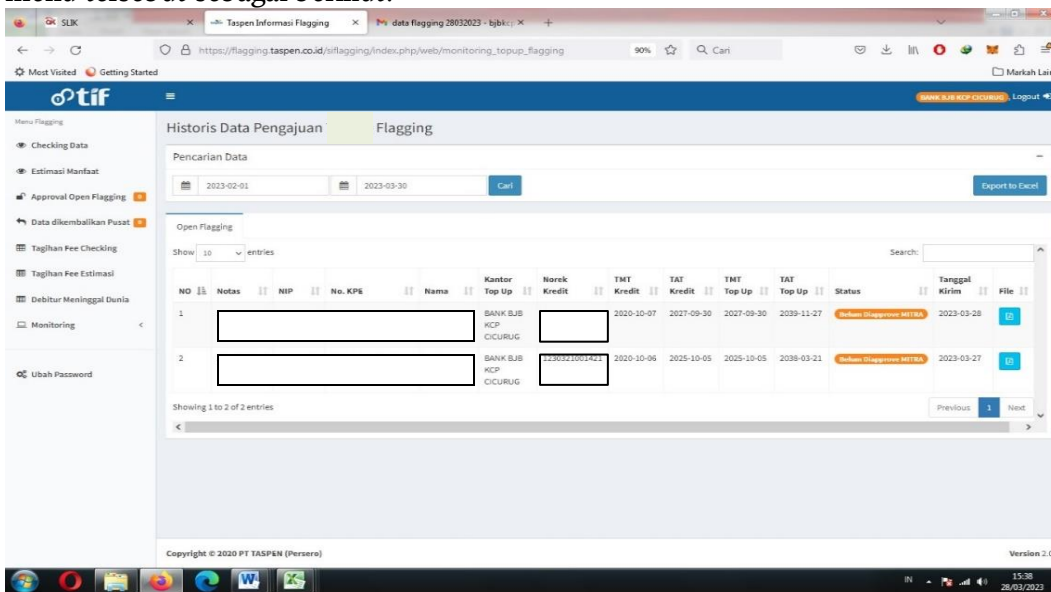 menu tersebut sebagai berikut:
SLIK
Taspen Informasi Flagging
data flagging 28032023 - bjbkc
https://flagging.taspen.co.id/siflagging/index.php/web/monitoring_topup_flagging
90%
Cari
Most Visited
Getting Started
Markah Lai
tif
BANK BJB KCP CICURUG, Logout
Menu Flagging
Checking Data
Estimasi Manfaat
Approval Open Flagging
Data dikembalikan Pusat
Tagihan Fee Checking
Tagihan Fee Estimasi
Debitur Meninggal Dunia
Monitoring
Ubah Password
Historis Data Pengajuan Flagging
Pencarian Data
2023-02-01
2023-03-30
Cari
Export to Excel
Open Flagging
Show 10 entries
Search:
NO Notas NIP No. KPE Nama Kantor Top Up Norek Kredit TMT Kredit TAT Kredit TMT Top Up TAT Top Up Status Tanggal Kirim File
1 BANK BJB KCP CICURUG 2020-10-07 2027-09-30 2027-09-30 2039-11-27 Belum Diapprove MITRA 2023-03-28
2 BANK BJB KCP CICURUG 1230321001421 2020-10-06 2025-10-05 2025-10-05 2038-03-21 Belum Diapprove MITRA 2023-03-27
Showing 1 to 2 of 2 entries
Previous 1 Next
Copyright © 2020 PT TASPEN (Persero)
Version 2.0
IN
15:38
28/03/2023